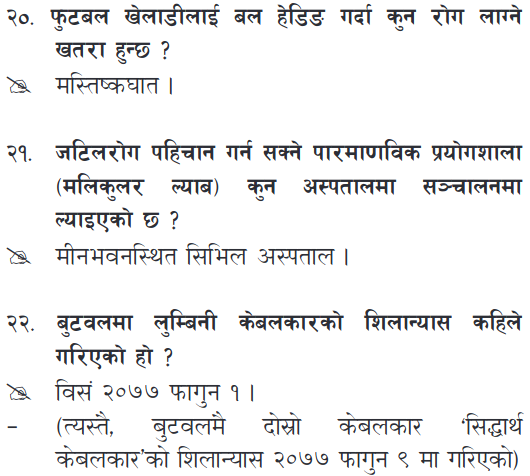 २०. फुटबल खेलाडीलाई बल हेडिङ गर्दा कुन रोग लाग्ने
खतरा हुन्छ ?
मस्तिष्कघात ।
२१. जटिलरोग पहिचान गर्न सक्ने पारमाणविक प्रयोगशाला
(मलिकुलर ल्याब) कुन अस्पतालमा सञ्चालनमा
ल्याइएको छ ?
मीनभवनस्थित सिभिल अस्पताल ।
२२. बुटवलमा लुम्बिनी केबलकारको शिलान्यास कहिले
गरिएको हो ?
विसं २०७७ फागुन १ ।
– (त्यस्तै, बुटवलमै दोस्रो केबलकार ‘सिद्धार्थ
केबलकार’को शिलान्यास २०७७ फागुन ९ मा गरिएको)